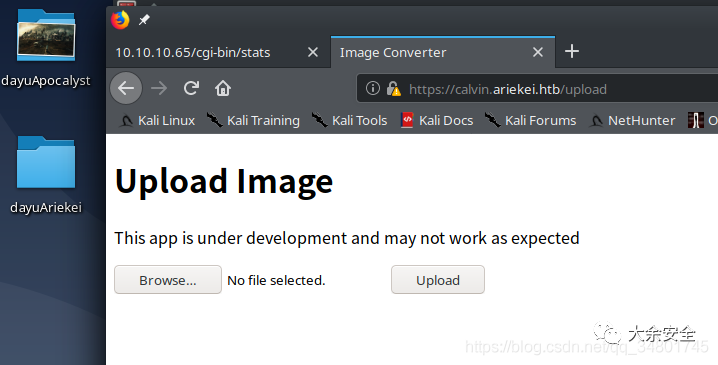 dayuApocalyst
dayuAriekei
10.10.10.65/cgi-bin/stats
Image Converter
https://calvin.ariekei.htb/upload
Kali Linux
Kali Training
Kali Tools
Kali Docs
Kali Forums
NetHunter
O
Upload Image
This app is under development and may not work as expected
Browse...
No file selected.
Upload
大余安全
https://blog.csdn.net/qq_34801745